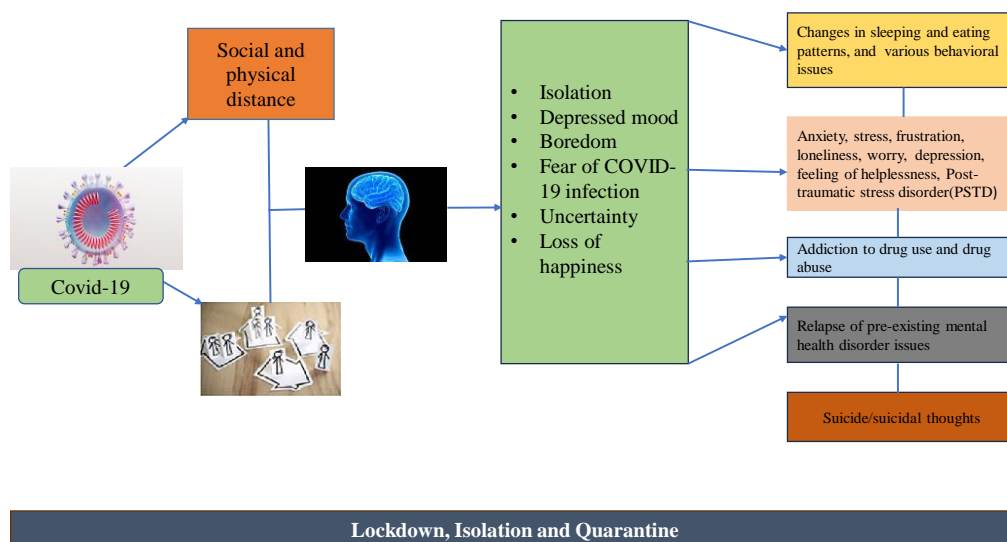 Social and
physical
distance
Covid-19
• Isolation
• Depressed mood
• Boredom
• Fear of COVID-
19 infection
• Uncertainty
• Loss of
happiness
Changes in sleeping and eating
patterns, and various behavioral
issues
Anxiety, stress, frustration,
loneliness, worry, depression,
feeling of helplessness, Post-
traumatic stress disorder(PSTD)
Addiction to drug use and drug
abuse
Relapse of pre-existing mental
health disorder issues
Suicide/suicidal thoughts
Lockdown, Isolation and Quarantine